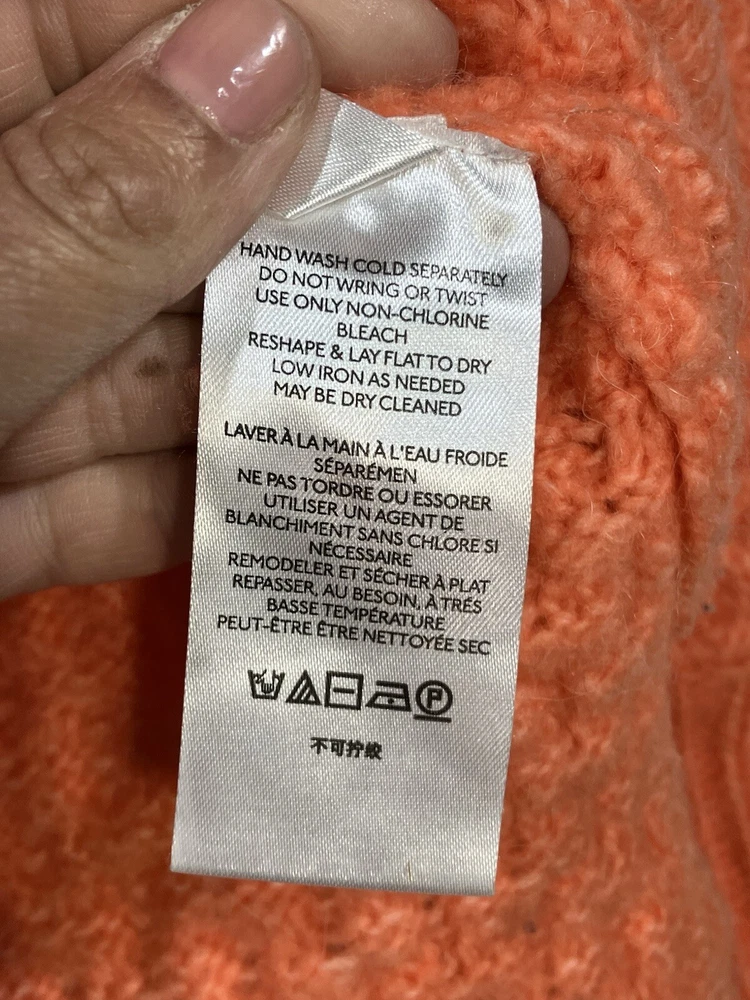 HAND WASH COLD SEPARATELY
DO NOT WRING OR TWIST
USE ONLY NON-CHLORINE
BLEACH
RESHAPE & LAY FLAT TO DRY
LOW IRON AS NEEDED
MAY BE DRY CLEANED
LAVER À LA MAIN À L'EAU FROIDE
SÉPARÉMEN
NE PAS TORDRE OU ESSORER
UTILISER UN AGENT DE
BLANCHIMENT SANS CHLORE SI
NÉCESSAIRE
REMODELER ET SÉCHER À PLAT
REPASSER, AU BESOIN, À TRÉS
BASSE TEMPÉRATURE
PEUT-ÊTRE ÊTRE NETTOYÉE SEC
P
不可拧绞